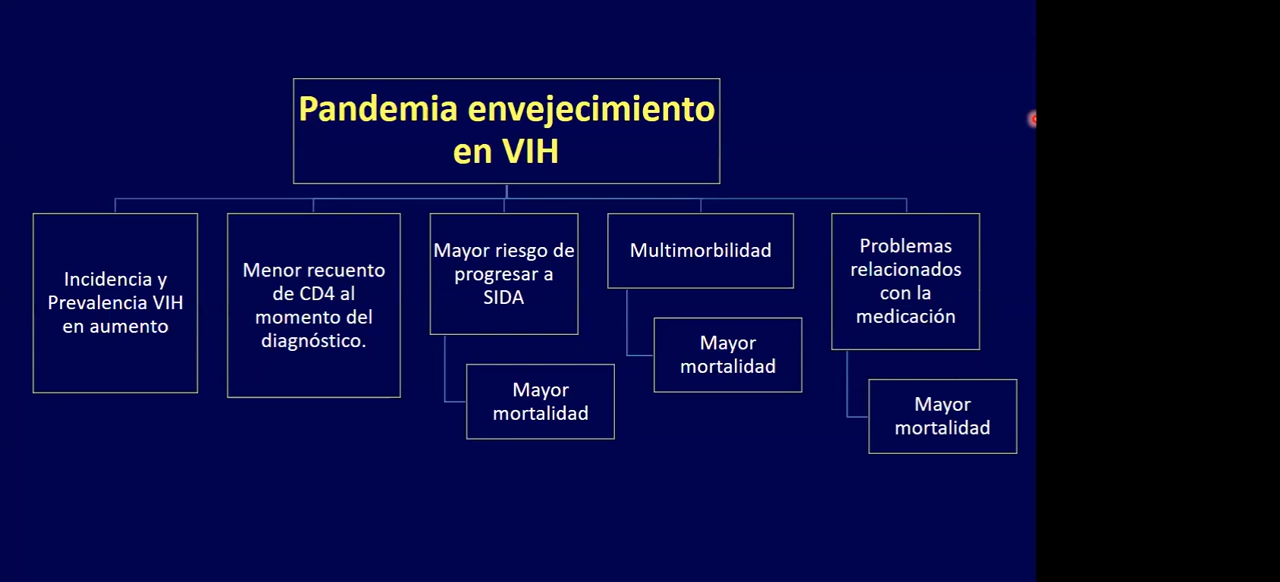 Pandemia envejecimiento
en VIH
Incidencia y
Prevalencia VIH
en aumento
Menor recuento
de CD4 al
momento del
diagnóstico.
Mayor riesgo de
progresar a
SIDA
Mayor
mortalidad
Multimorbilidad
Mayor
mortalidad
Problemas
relacionados
con la
medicación
Mayor
mortalidad